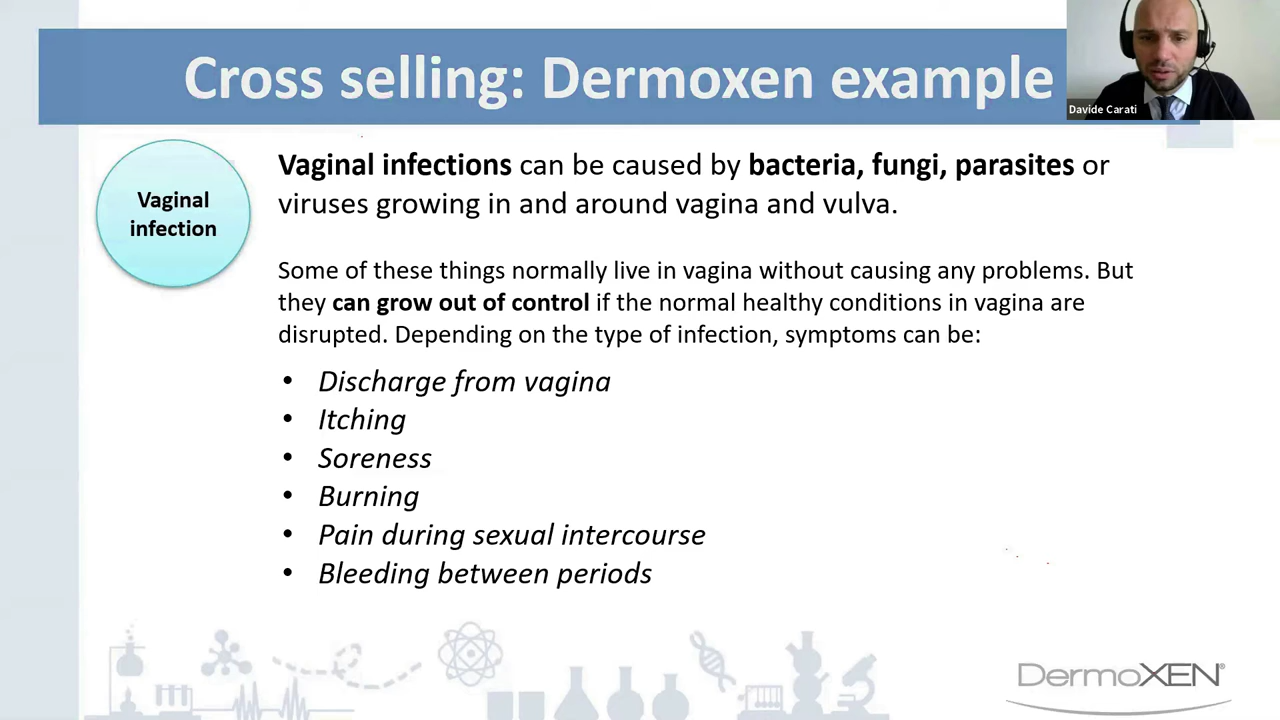 Cross selling: Dermoxen example
Davide Carati
Vaginal
infection
Vaginal infections can be caused by bacteria, fungi, parasites or
viruses growing in and around vagina and vulva.
Some of these things normally live in vagina without causing any problems. But
they can grow out of control if the normal healthy conditions in vagina are
disrupted. Depending on the type of infection, symptoms can be:
• Discharge from vagina
• Itching
• Soreness
• Burning
• Pain during sexual intercourse
• Bleeding between periods
DermoXEN®